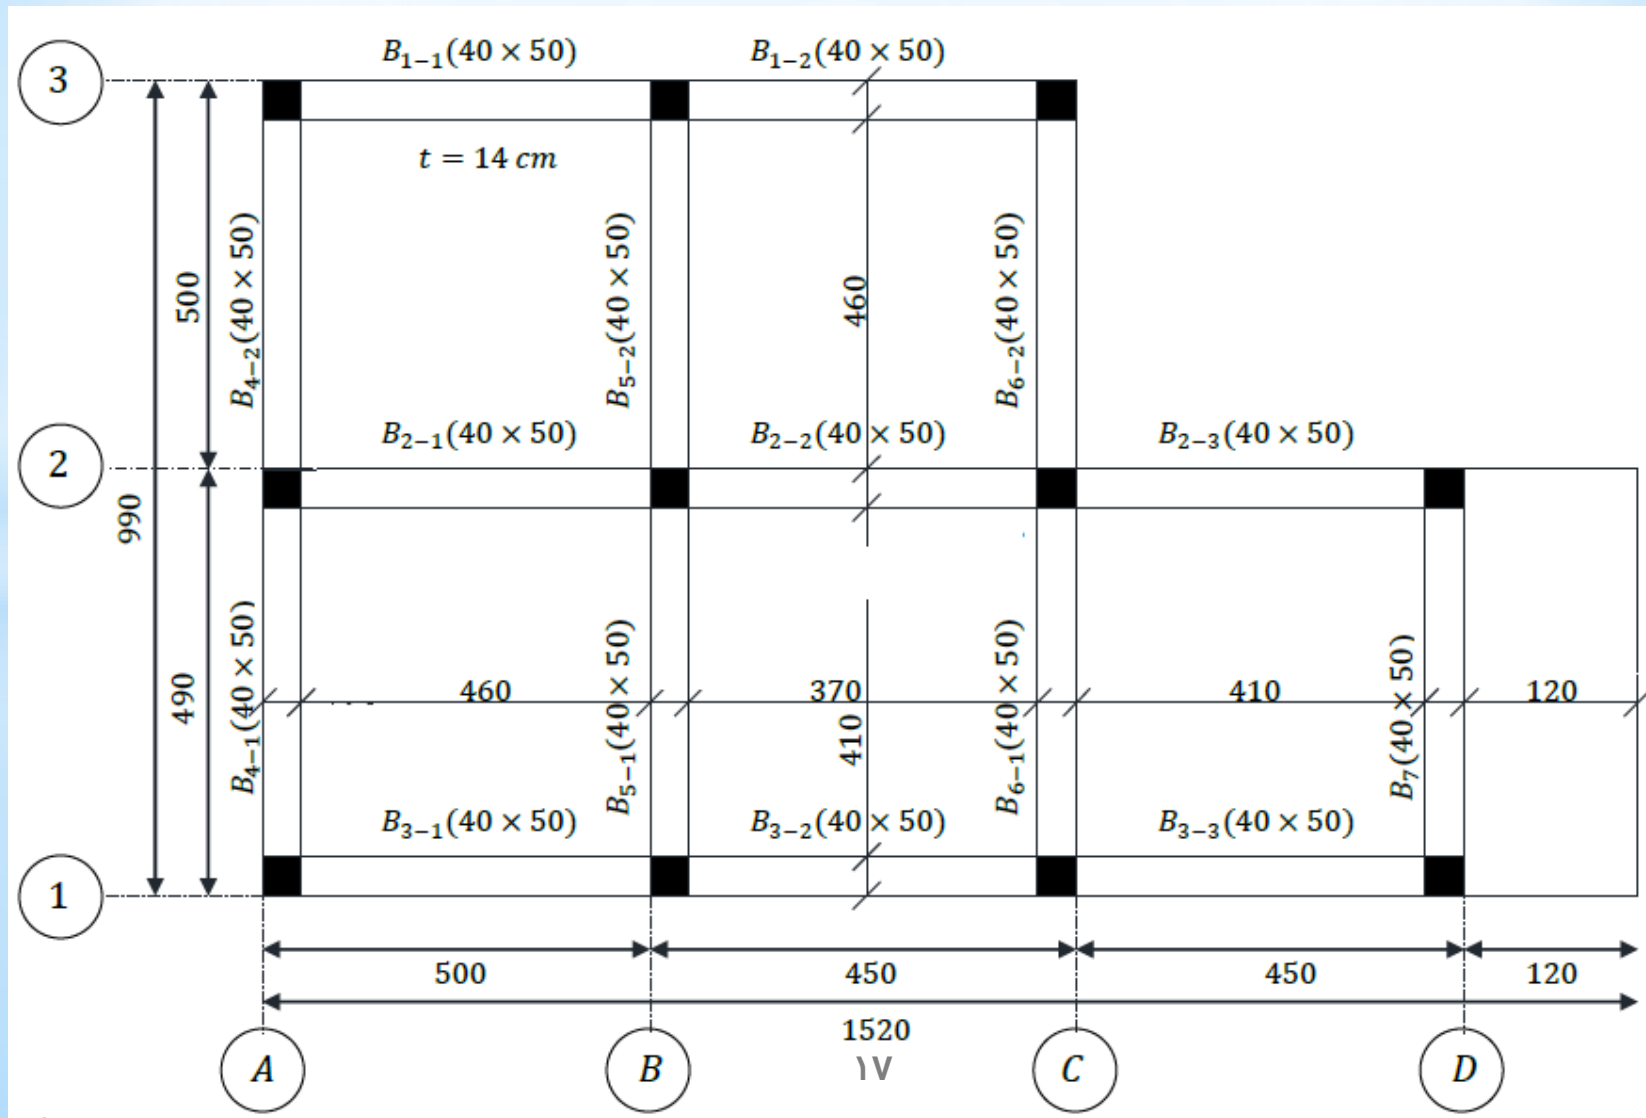 B₁₋₁(40 × 50)
B₁₋₂(40 × 50)
3
t = 14 cm
B₄₋₂(40 × 50)
B₅₋₂(40 × 50)
B₆₋₂(40 × 50)
500
460
B₂₋₁(40 × 50)
B₂₋₂(40 × 50)
B₂₋₃(40 × 50)
2
990
490
B₄₋₁(40 × 50)
B₅₋₁(40 × 50)
B₆₋₁(40 × 50)
B₇(40 × 50)
460
370
410
120
410
B₃₋₁(40 × 50)
B₃₋₂(40 × 50)
B₃₋₃(40 × 50)
1
500
450
450
120
1520
A
B
١٧
C
D